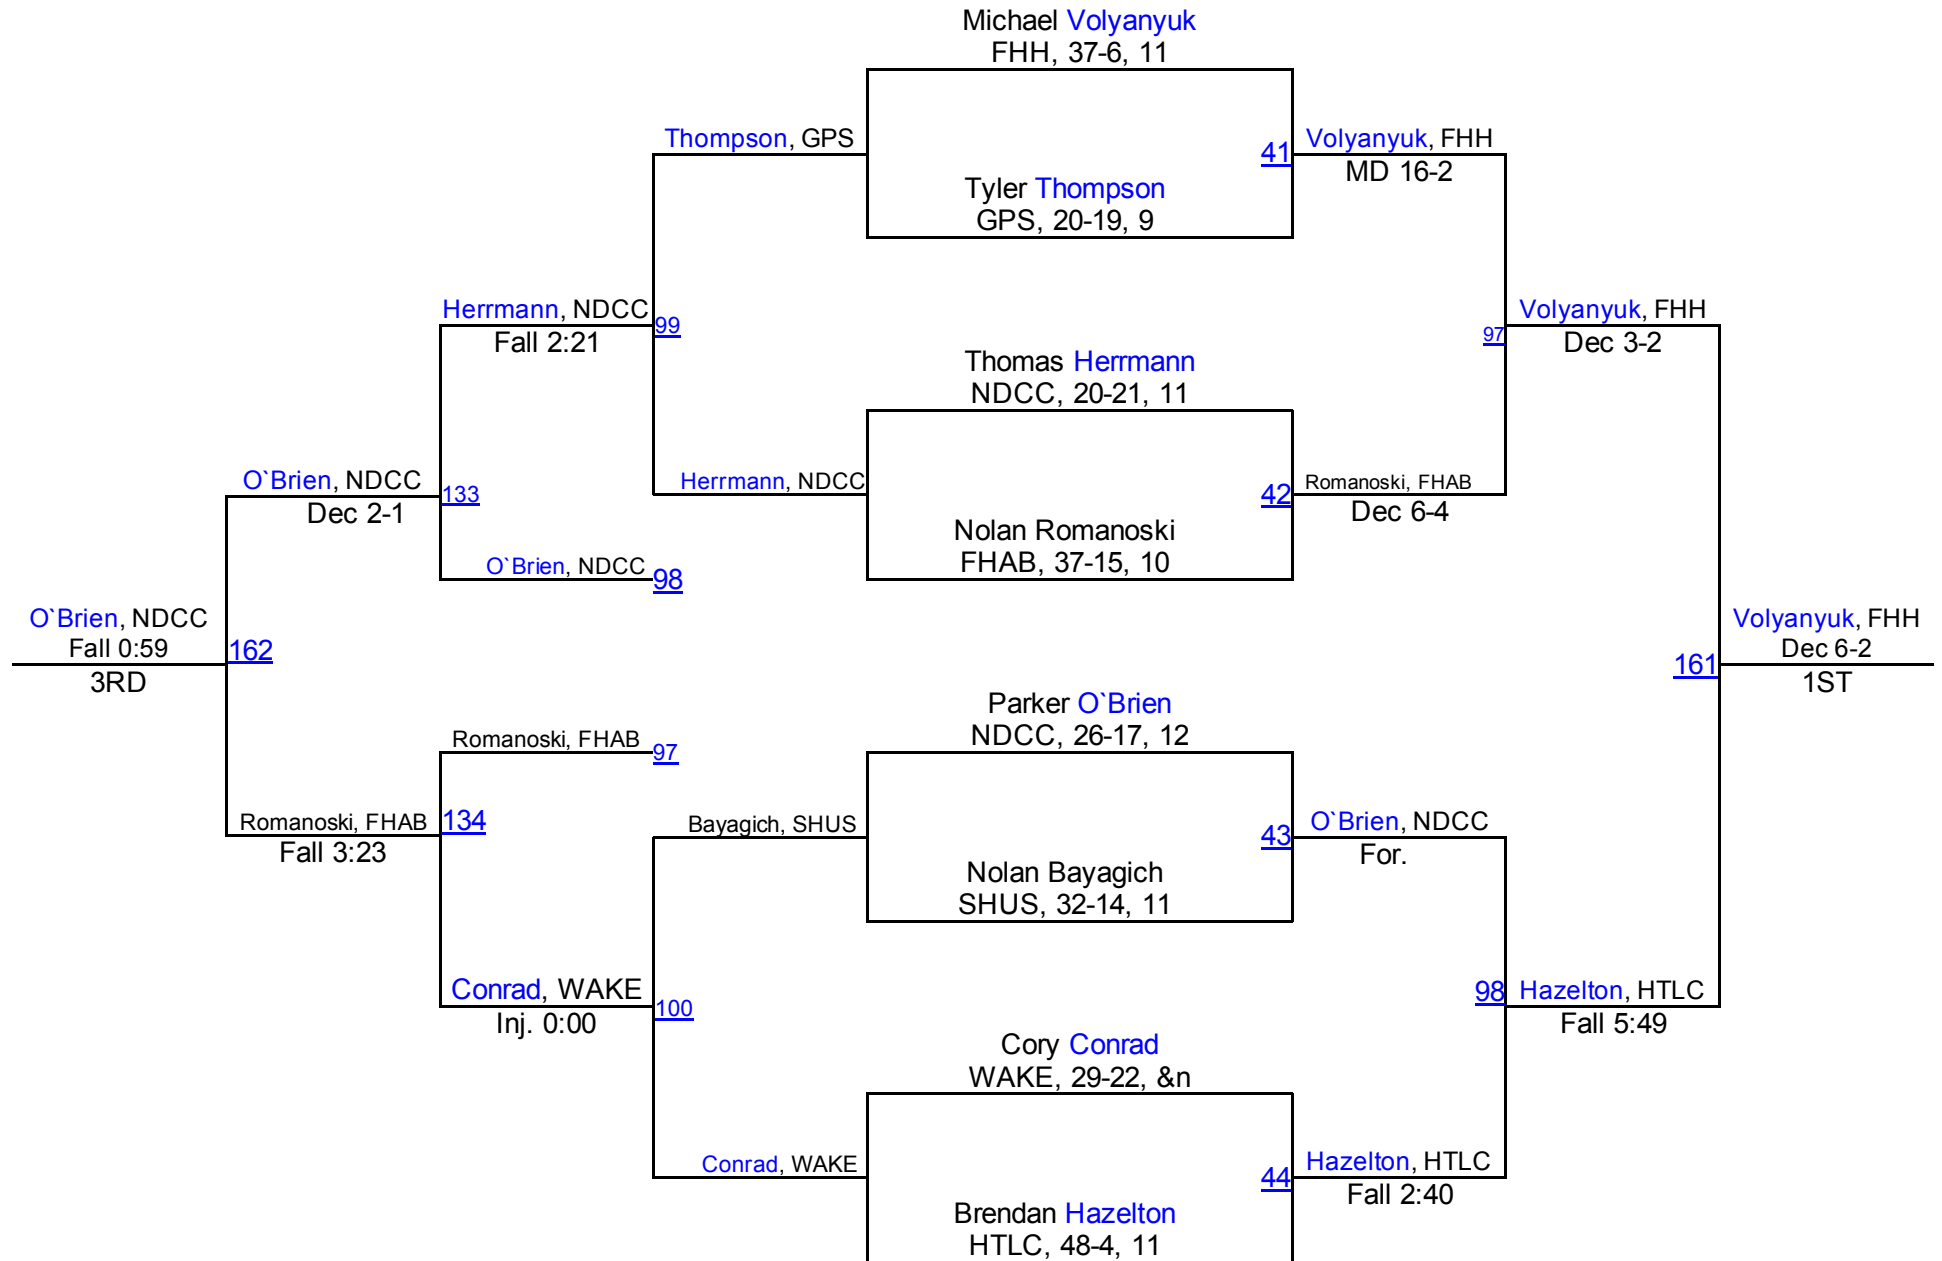 Michael Volyanyuk
FHH, 37-6, 11
Thompson, GPS
41
Volyanyuk, FHH
MD 16-2
Tyler Thompson
GPS, 20-19, 9
Herrmann, NDCC
99
Fall 2:21
97
Volyanyuk, FHH
Dec 3-2
Thomas Herrmann
NDCC, 20-21, 11
O`Brien, NDCC
133
Dec 2-1
Herrmann, NDCC
42
Romanoski, FHAB
Dec 6-4
Nolan Romanoski
FHAB, 37-15, 10
O`Brien, NDCC
98
O`Brien, NDCC
Fall 0:59
162
3RD
161
Volyanyuk, FHH
Dec 6-2
1ST
Parker O`Brien
NDCC, 26-17, 12
Romanoski, FHAB
97
Romanoski, FHAB
134
Fall 3:23
Bayagich, SHUS
43
O`Brien, NDCC
For.
Nolan Bayagich
SHUS, 32-14, 11
Conrad, WAKE
100
Inj. 0:00
98
Hazelton, HTLC
Fall 5:49
Cory Conrad
WAKE, 29-22, &n
Conrad, WAKE
44
Hazelton, HTLC
Fall 2:40
Brendan Hazelton
HTLC, 48-4, 11